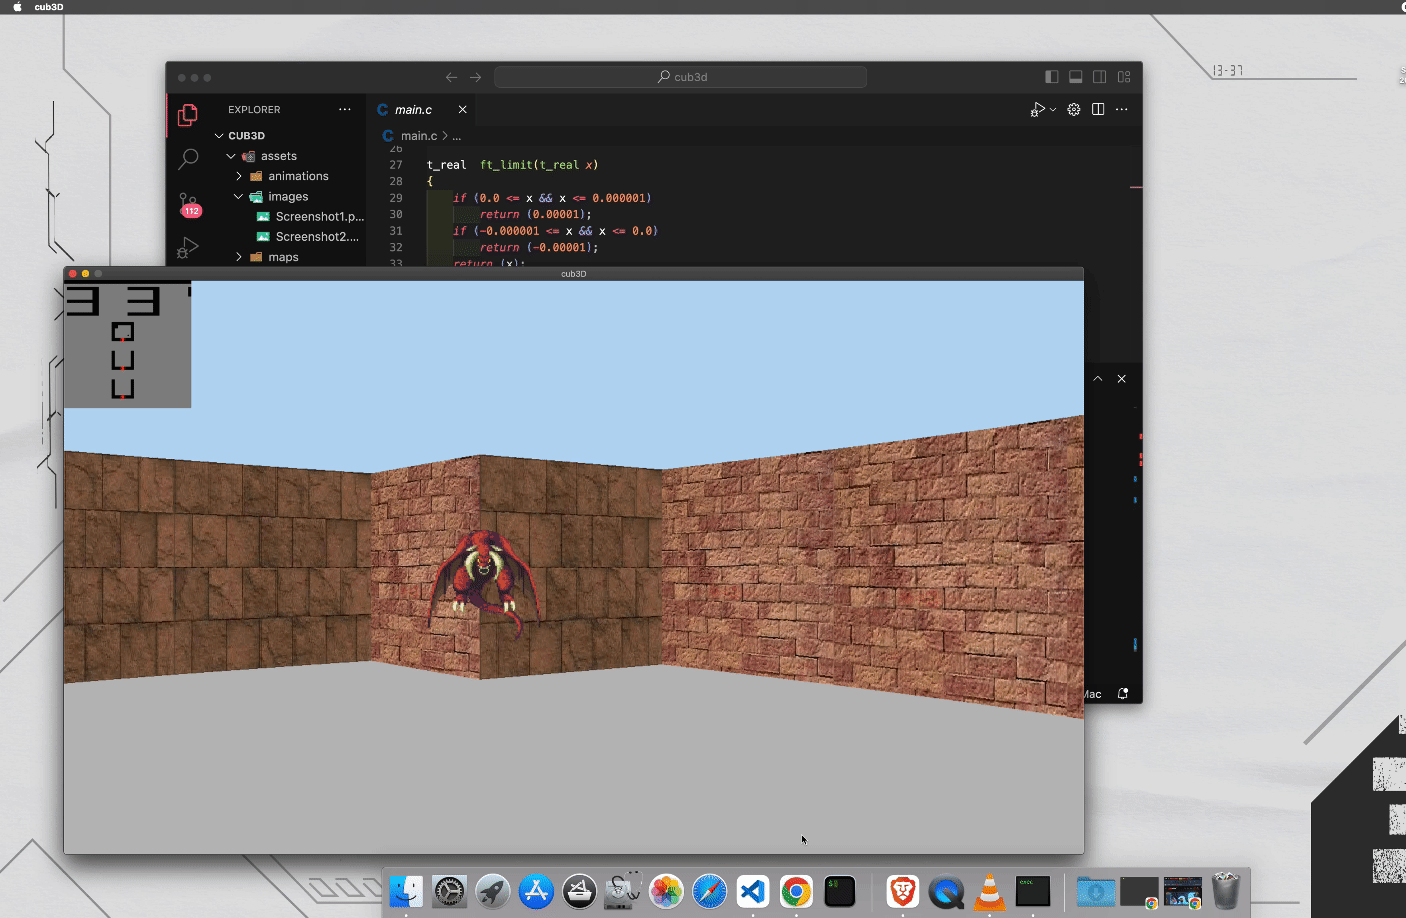 cub3D
13-37
cub3d
EXPLORER
main.c
CUB3D
main.c > ...
assets
animations
images
Screenshot1.p...
Screenshot2....
maps
112
26
27 t_real ft_limit(t_real x)
28 {
29 if (0.0 <= x && x <= 0.000001)
30 return (0.00001);
31 if (-0.000001 <= x && x <= 0.0)
32 return (-0.00001);
33 return (x);
cub3D
Mac